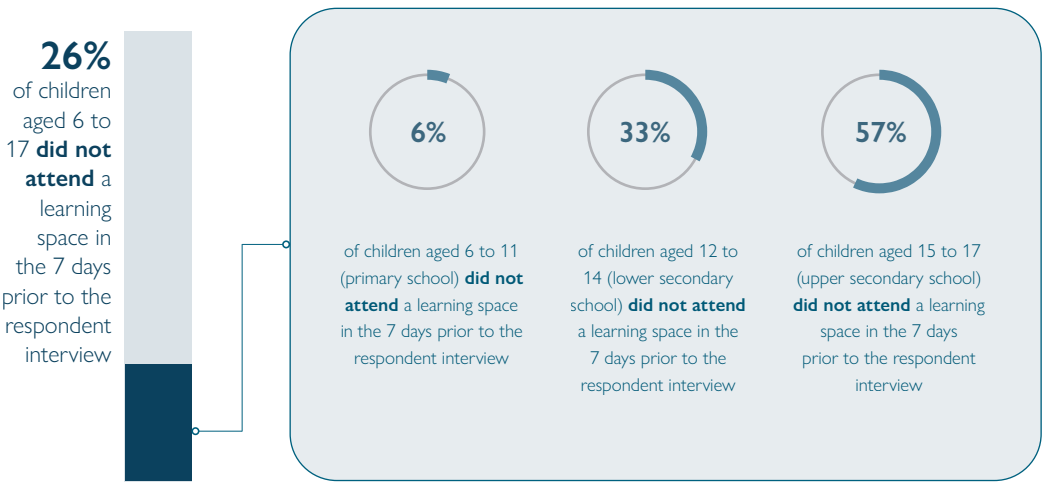 26%
of children
aged 6 to
17 did not
attend a
learning
space in
the 7 days
prior to the
respondent
interview
6%
of children aged 6 to 11
(primary school) did not
attend a learning space
in the 7 days prior to the
respondent interview
33%
of children aged 12 to
14 (lower secondary
school) did not attend
a learning space in the
7 days prior to the
respondent interview
57%
of children aged 15 to 17
(upper secondary school)
did not attend a learning
space in the 7 days
prior to the respondent
interview